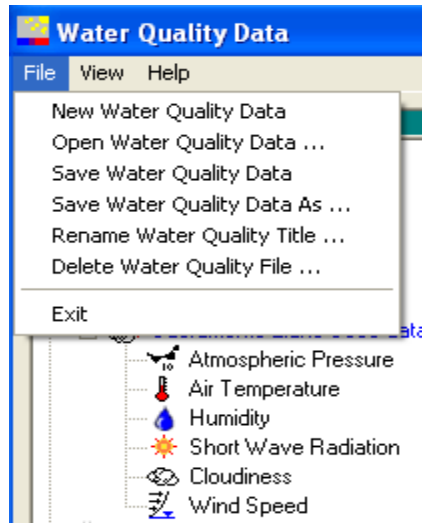 Water Quality Data
File View Help
New Water Quality Data
Open Water Quality Data ...
Save Water Quality Data
Save Water Quality Data As ...
Rename Water Quality Title ...
Delete Water Quality File ...
Exit
Atmospheric Pressure
Air Temperature
Humidity
Short Wave Radiation
Cloudiness
Wind Speed